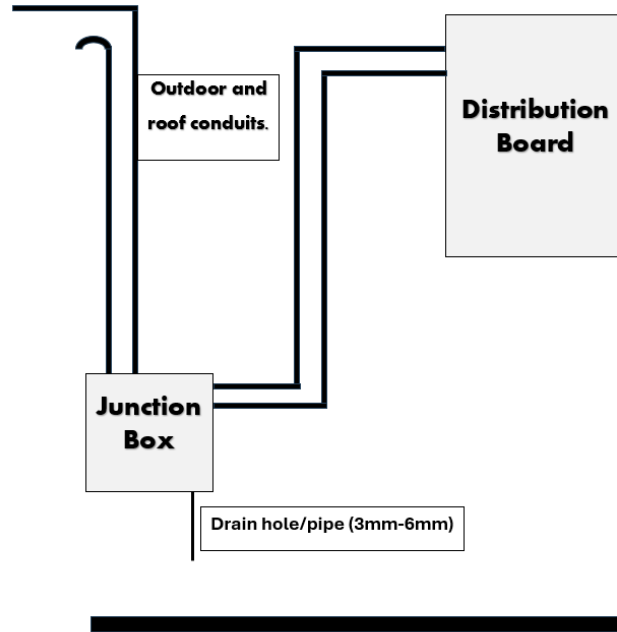 Outdoor and
roof conduits.
Distribution
Board
Junction
Box
Drain hole/pipe (3mm-6mm)